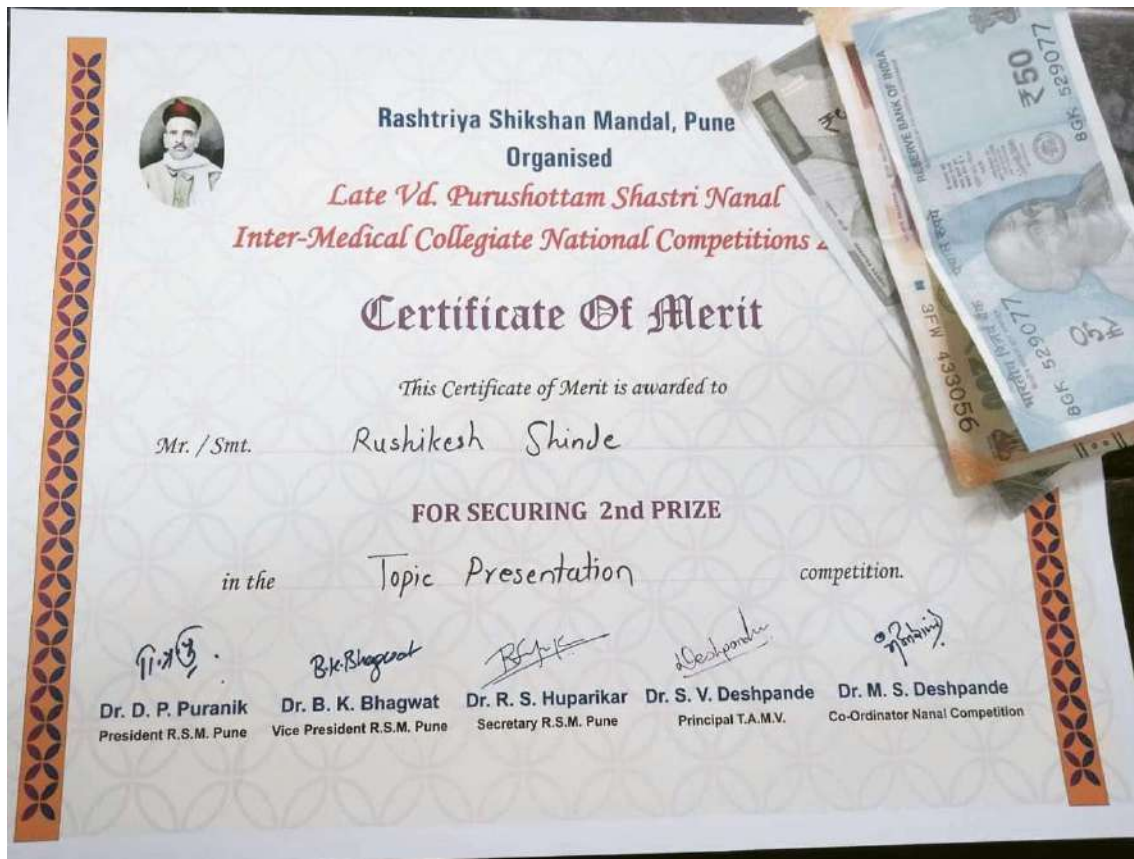 Rashtriya Shikshan Mandal, Pune
Organised
Late Vd. Purushottam Shastri Nanal
Inter-Medical Collegiate National Competitions
Certificate Of Merit
This Certificate of Merit is awarded to
Mr. / Smt. Rushikesh Shinde
FOR SECURING 2nd PRIZE
in the Topic Presentation competition.
B.K.Bhagwat
Deshpande
Dr. D. P. Puranik
President R.S.M. Pune
Dr. B. K. Bhagwat
Vice President R.S.M. Pune
Dr. R. S. Huparikar
Secretary R.S.M. Pune
Dr. S. V. Deshpande
Principal T.A.M.V.
Dr. M. S. Deshpande
Co-Ordinator Nanal Competition
RESERVE BANK OF INDIA
₹50
8GK 529077
₹५०
8GK 529077
भारतीय रिज़र्व बैंक
3FW 433056